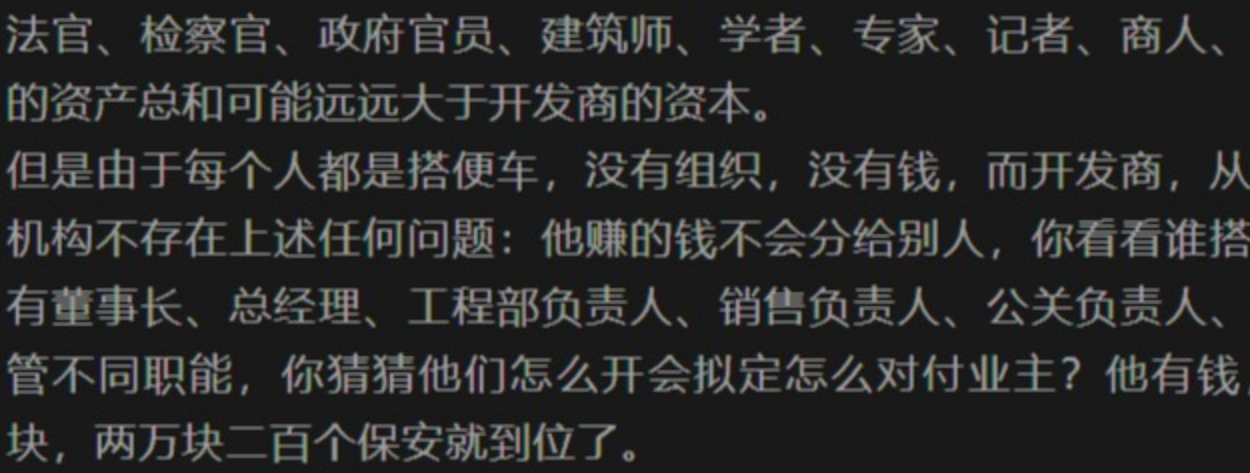 法官、检察官、政府官员、建筑师、学者、专家、记者、商人、
的资产总和可能远远大于开发商的资本。
但是由于每个人都是搭便车，没有组织，没有钱，而开发商，从
机构不存在上述任何问题：他赚的钱不会分给别人，你看看谁搭
有董事长、总经理、工程部负责人、销售负责人、公关负责人、
管不同职能，你猜猜他们怎么开会拟定怎么对付业主？他有钱，
块，两万块二百个保安就到位了。